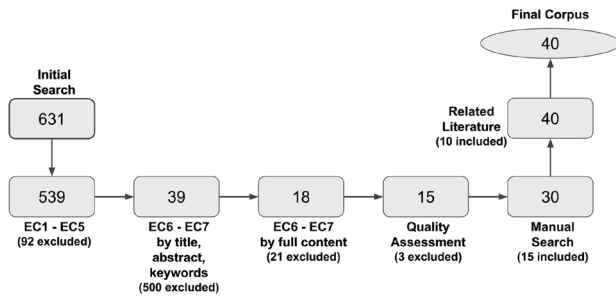 Final Corpus
40
Initial
Search
631
Related
Literature
(10 included)
40
539
39
18
15
30
EC1 - EC5
(92 excluded)
EC6 - EC7
by title,
abstract,
keywords
(500 excluded)
EC6 - EC7
by full content
(21 excluded)
Quality
Assessment
(3 excluded)
Manual
Search
(15 included)